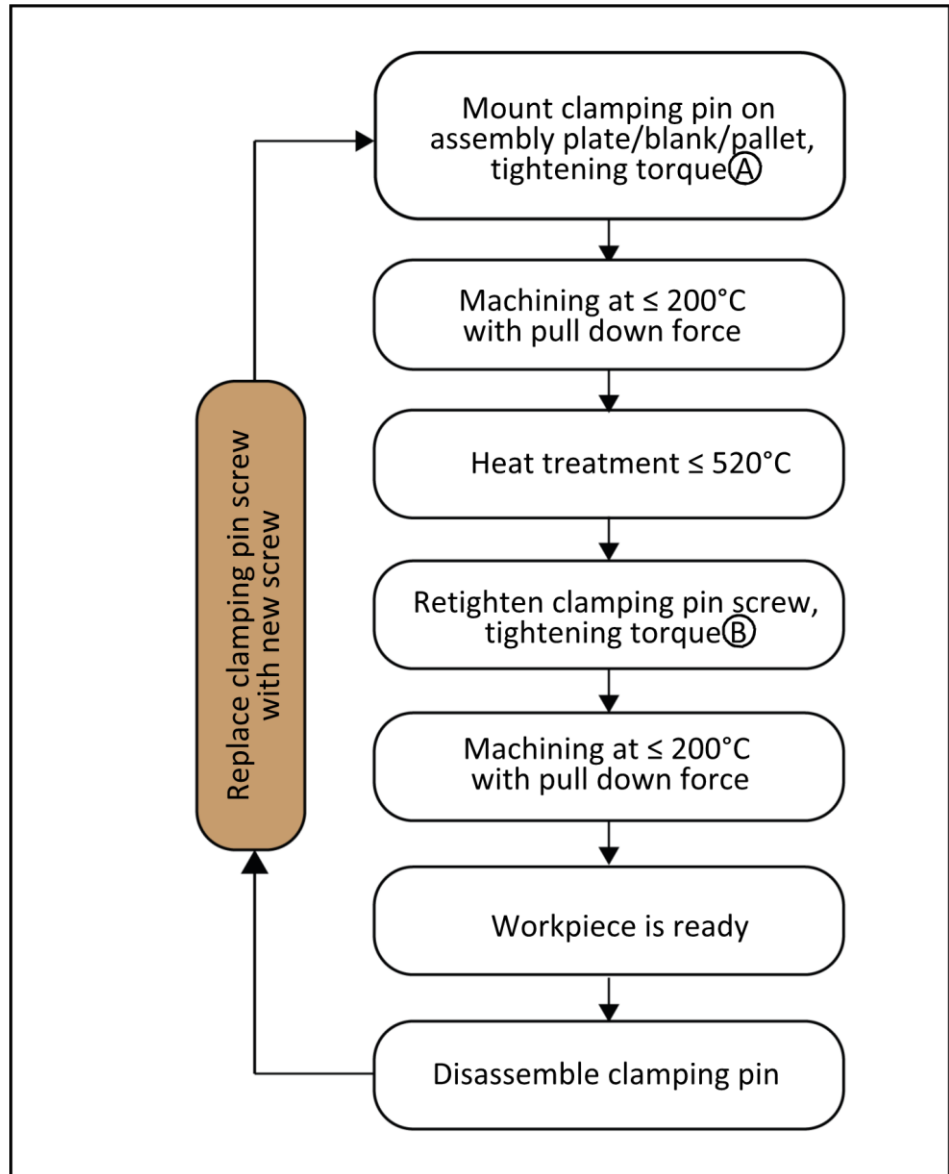 Mount clamping pin on
assembly plate/blank/pallet,
tightening torque Ⓐ
Machining at ≤ 200°C
with pull down force
Heat treatment ≤ 520°C
Retighten clamping pin screw,
tightening torque Ⓑ
Machining at ≤ 200°C
with pull down force
Workpiece is ready
Disassemble clamping pin
Replace clamping pin screw
with new screw